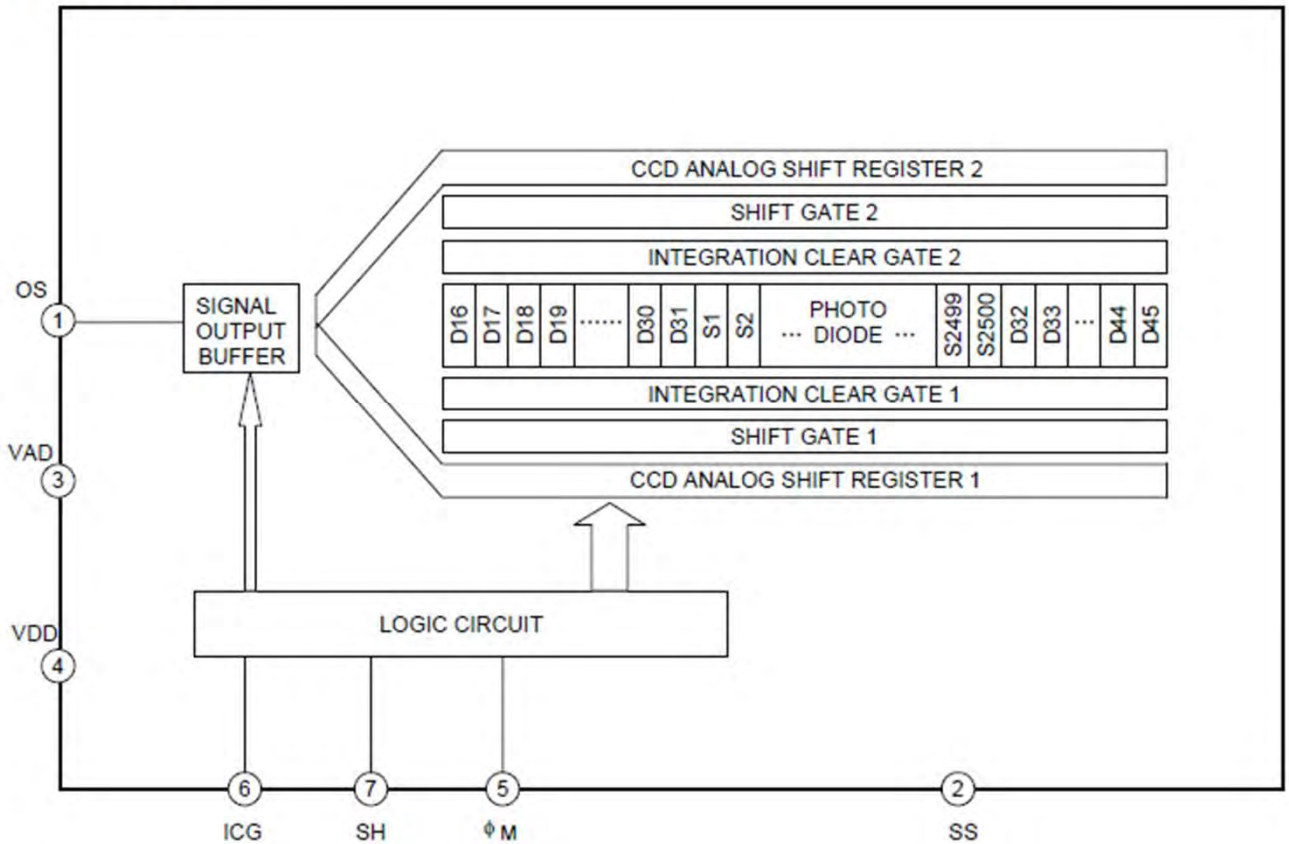 CCD ANALOG SHIFT REGISTER 2
SHIFT GATE 2
INTEGRATION CLEAR GATE 2
OS
1
SIGNAL
OUTPUT
BUFFER
D16 D17 D18 D19 ...... D30 D31 S1 S2 ... PHOTO DIODE ... S2499 S2500 D32 D33 ... D44 D45
INTEGRATION CLEAR GATE 1
SHIFT GATE 1
CCD ANALOG SHIFT REGISTER 1
VAD
3
LOGIC CIRCUIT
VDD
4
6 7 5 2
ICG SH ϕM SS